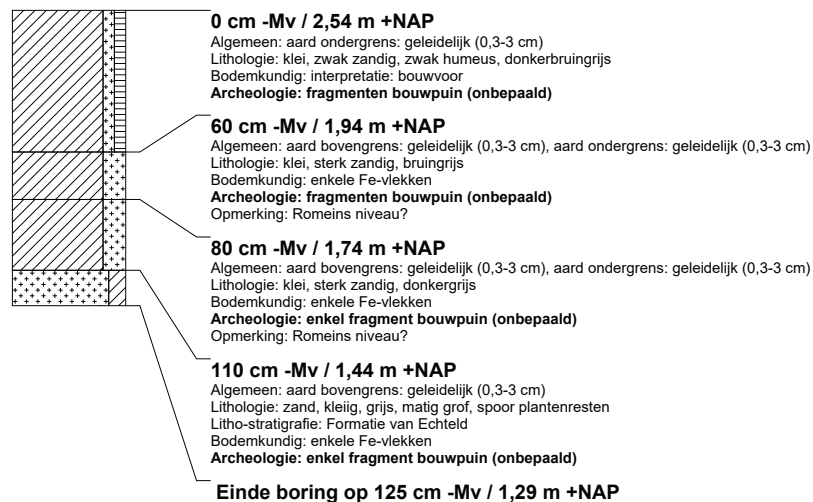 0 cm -Mv / 2,54 m +NAP
Algemeen: aard ondergrens: geleidelijk (0,3-3 cm)
Lithologie: klei, zwak zandig, zwak humeus, donkerbruingrijs
Bodemkundig: interpretatie: bouwvoor
Archeologie: fragmenten bouwpuin (onbepaald)
60 cm -Mv / 1,94 m +NAP
Algemeen: aard bovengrens: geleidelijk (0,3-3 cm), aard ondergrens: geleidelijk (0,3-3 cm)
Lithologie: klei, sterk zandig, bruingrijs
Bodemkundig: enkele Fe-vlekken
Archeologie: fragmenten bouwpuin (onbepaald)
Opmerking: Romeins niveau?
80 cm -Mv / 1,74 m +NAP
Algemeen: aard bovengrens: geleidelijk (0,3-3 cm), aard ondergrens: geleidelijk (0,3-3 cm)
Lithologie: klei, sterk zandig, donkergrijs
Bodemkundig: enkele Fe-vlekken
Archeologie: enkel fragment bouwpuin (onbepaald)
Opmerking: Romeins niveau?
110 cm -Mv / 1,44 m +NAP
Algemeen: aard bovengrens: geleidelijk (0,3-3 cm)
Lithologie: zand, kleiig, grijs, matig grof, spoor plantenresten
Litho-stratigrafie: Formatie van Echteld
Bodemkundig: enkele Fe-vlekken
Archeologie: enkel fragment bouwpuin (onbepaald)
Einde boring op 125 cm -Mv / 1,29 m +NAP